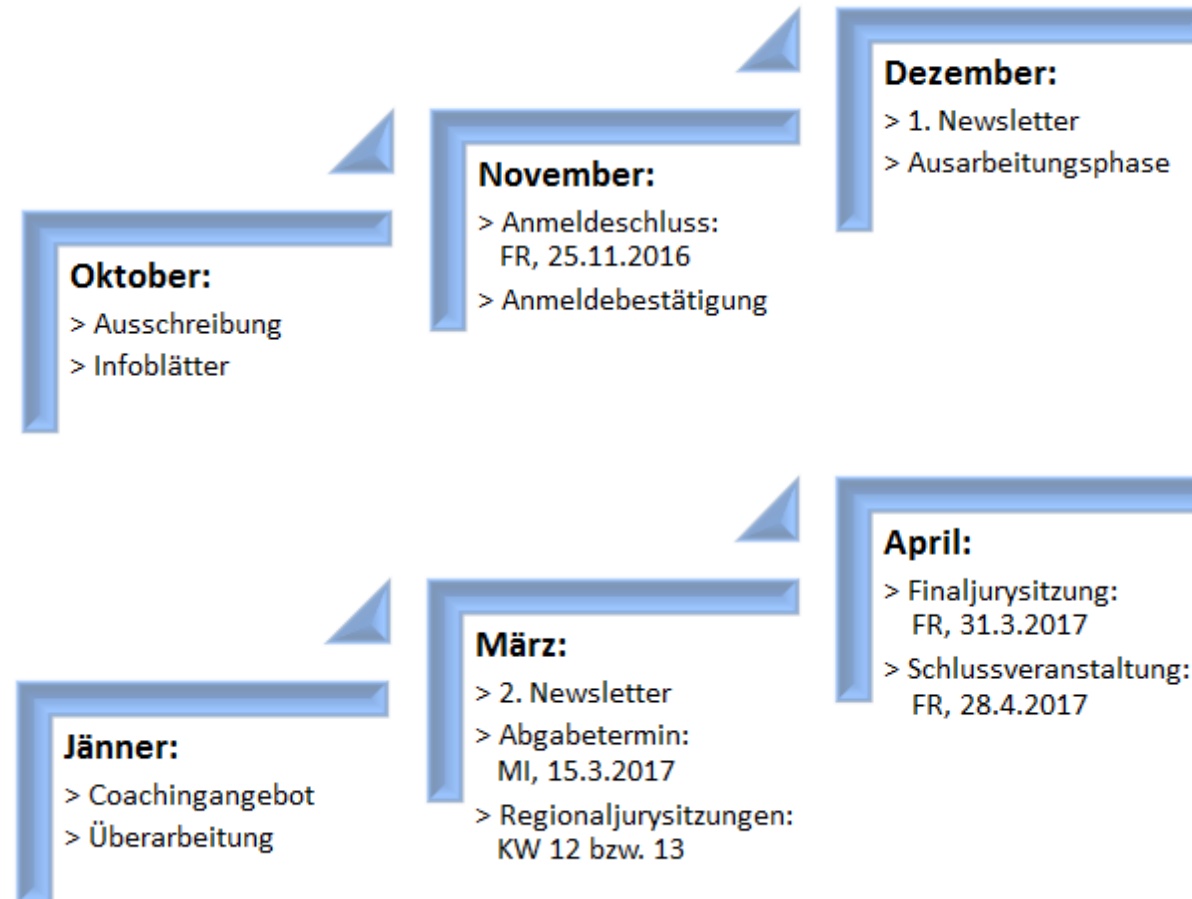 Oktober:
> Ausschreibung
> Infoblätter
November:
> Anmeldeschluss:
FR, 25.11.2016
> Anmeldebestätigung
Dezember:
> 1. Newsletter
> Ausarbeitungsphase
Jänner:
> Coachingangebot
> Überarbeitung
März:
> 2. Newsletter
> Abgabetermin:
MI, 15.3.2017
> Regionaljurysitzungen:
KW 12 bzw. 13
April:
> Finaljurysitzung:
FR, 31.3.2017
> Schlussveranstaltung:
FR, 28.4.2017